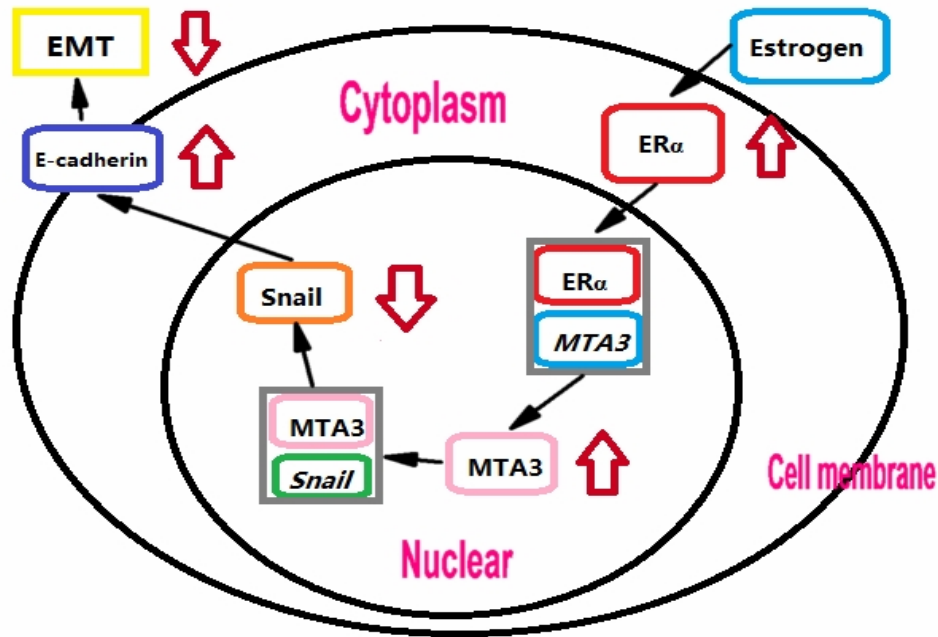 EMT
Estrogen
Cytoplasm
E-cadherin
ERα
Snail
ERα
MTA3
MTA3
Snail
MTA3
Cell membrane
Nuclear